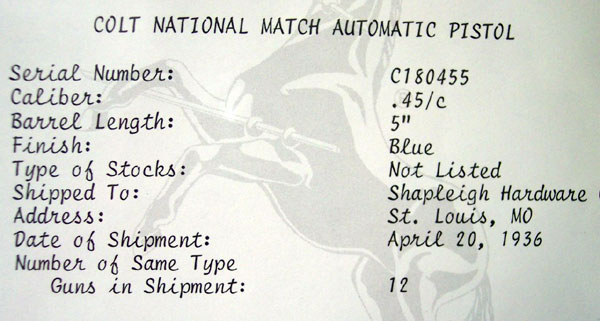 COLT NATIONAL MATCH AUTOMATIC PISTOL
Serial Number: C180455
Caliber: .45/c
Barrel Length: 5"
Finish: Blue
Type of Stocks: Not Listed
Shipped To: Shapleigh Hardware
Address: St. Louis, MO
Date of Shipment: April 20, 1936
Number of Same Type
Guns in Shipment: 12